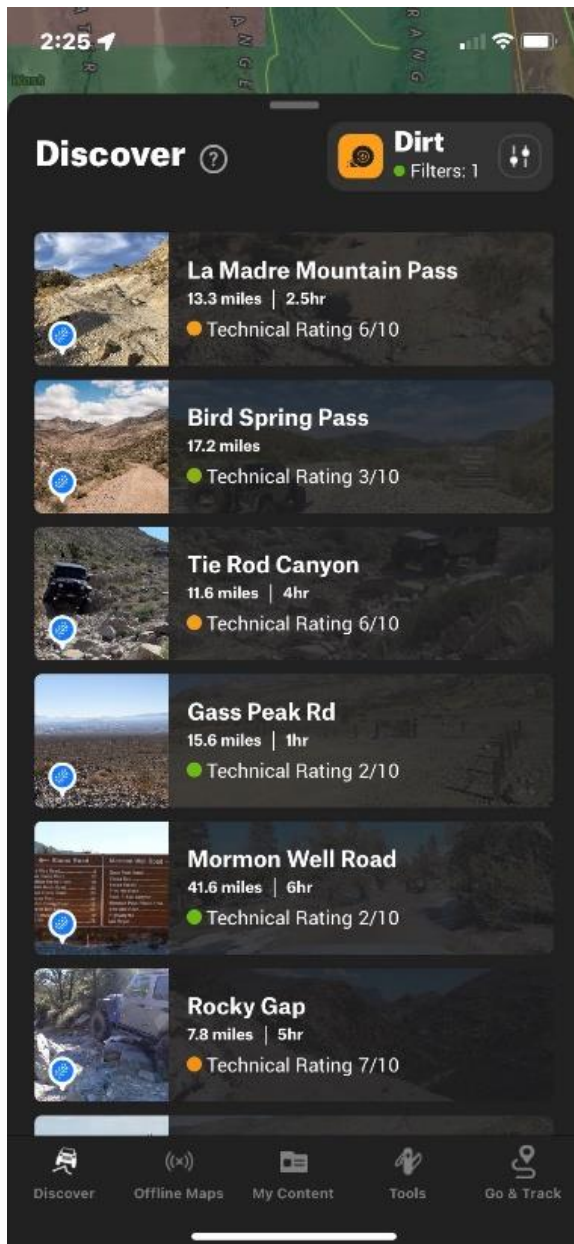 2:25
Wash
R A N G
Discover
Dirt
Filters: 1
La Madre Mountain Pass
13.3 miles | 2.5hr
Technical Rating 6/10
Bird Spring Pass
17.2 miles
Technical Rating 3/10
Tie Rod Canyon
11.6 miles | 4hr
Technical Rating 6/10
Gass Peak Rd
15.6 miles | 1hr
Technical Rating 2/10
Mormon Well Road
41.6 miles | 6hr
Technical Rating 2/10
Rocky Gap
7.8 miles | 5hr
Technical Rating 7/10
Discover
Offline Maps
My Content
Tools
Go & Track